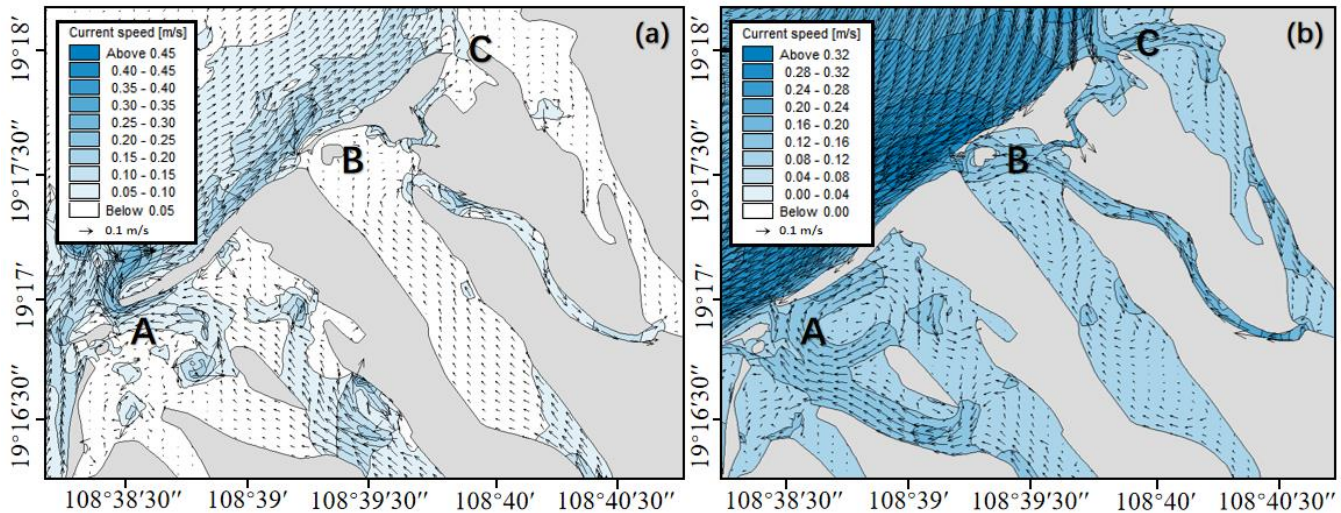 (a)
Current speed [m/s]
Above 0.45
0.40 - 0.45
0.35 - 0.40
0.30 - 0.35
0.25 - 0.30
0.20 - 0.25
0.15 - 0.20
0.10 - 0.15
0.05 - 0.10
Below 0.05
0.1 m/s
A
B
C
19°18′
19°17′30″
19°17′
19°16′30″
108°38′30″
108°39′
108°39′30″
108°40′
108°40′30″
(b)
Current speed [m/s]
Above 0.32
0.28 - 0.32
0.24 - 0.28
0.20 - 0.24
0.16 - 0.20
0.12 - 0.16
0.08 - 0.12
0.04 - 0.08
0.00 - 0.04
Below 0.00
0.1 m/s
A
B
C
19°18′
19°17′30″
19°17′
19°16′30″
108°38′30″
108°39′
108°39′30″
108°40′
108°40′30″